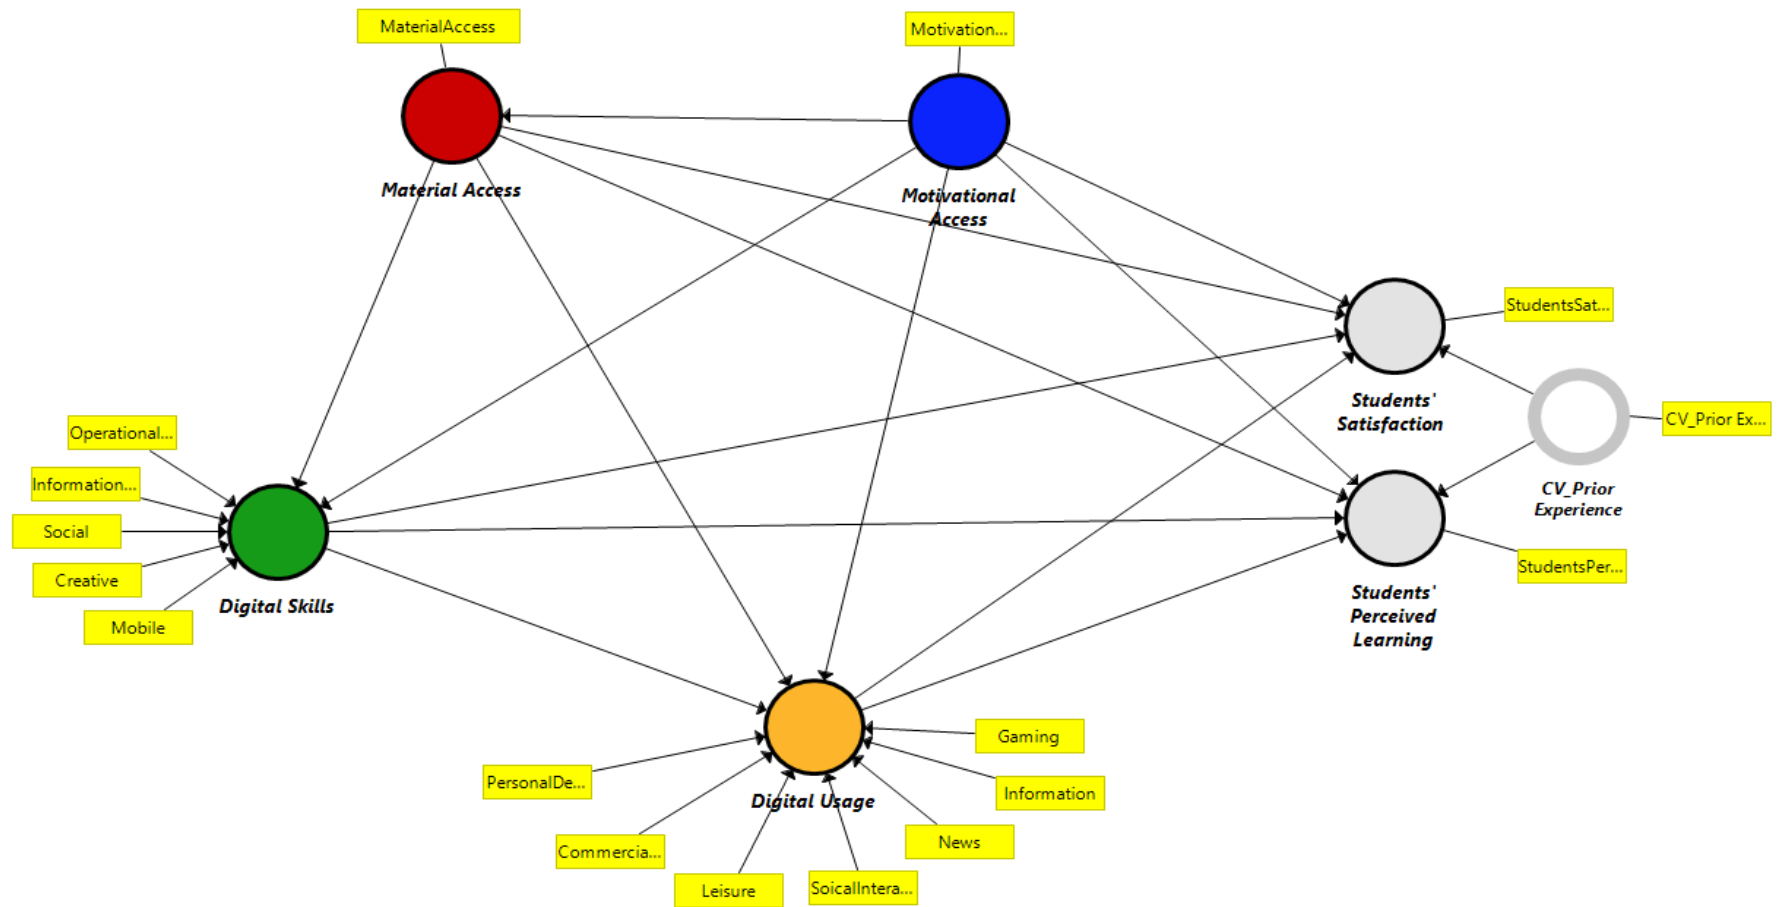 MaterialAccess
Motivation...
Material Access
Motivational
Access
StudentsSat...
Students'
Satisfaction
CV_Prior Ex...
Operational...
Information...
Social
Creative
Mobile
Digital Skills
CV_Prior
Experience
StudentsPer...
Students'
Perceived
Learning
Gaming
PersonalDe...
Information
Digital Usage
News
Commercia...
Leisure
SoicalIntera...